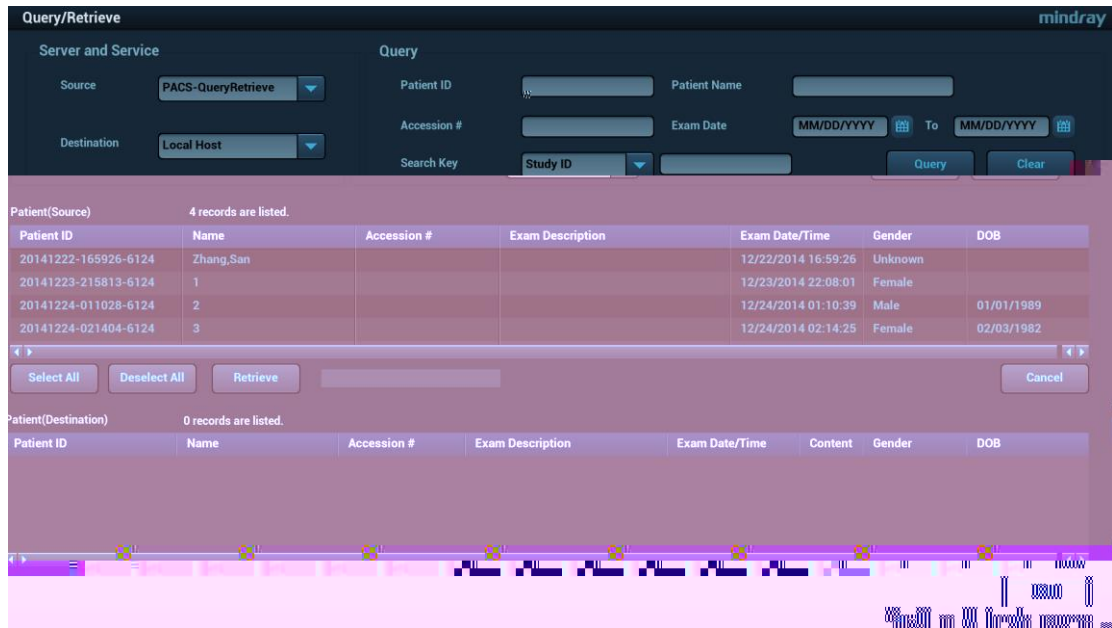 Query/Retrieve mindray
Server and Service Query
Source PACS-QueryRetrieve Patient ID Patient Name
Accession # Exam Date MM/DD/YYYY To MM/DD/YYYY
Destination Local Host
Search Key Study ID Query Clear
Patient(Source) 4 records are listed.
Patient ID Name Accession # Exam Description Exam Date/Time Gender DOB
20141222-165926-6124 Zhang,San 12/22/2014 16:59:26 Unknown
20141223-215813-6124 1 12/23/2014 22:08:01 Female
20141224-011028-6124 2 12/24/2014 01:10:39 Male 01/01/1989
20141224-021404-6124 3 12/24/2014 02:14:25 Female 02/03/1982
Select All Deselect All Retrieve Cancel
Patient(Destination) 0 records are listed.
Patient ID Name Accession # Exam Description Exam Date/Time Content Gender DOB